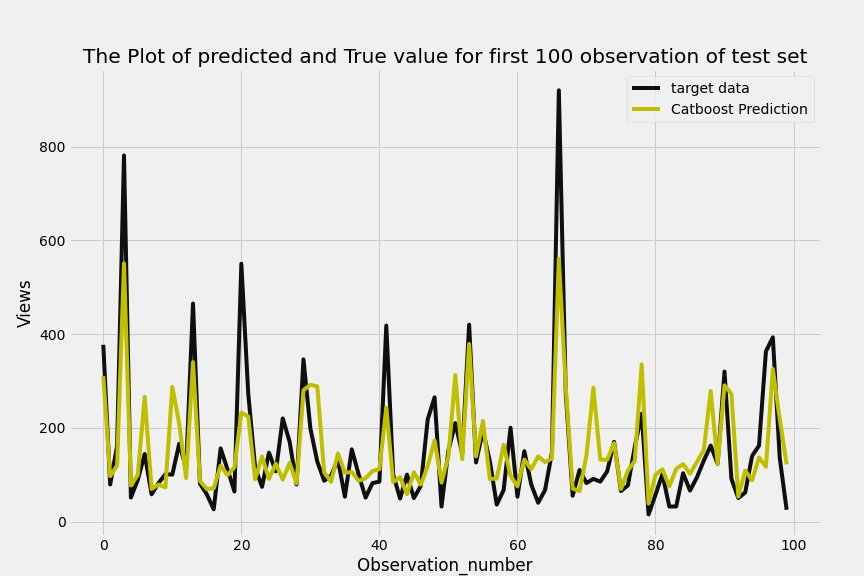 The Plot of predicted and True value for first 100 observation of test set
target data
Catboost Prediction
800
600
400
200
0
Views
0 20 40 60 80 100
Observation_number